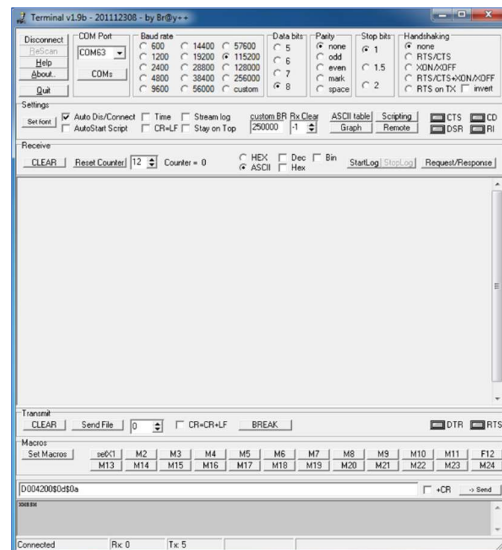 Terminal v1.9b - 20111230ß - by Br@y++
Disconnect
ReScan
Help
About..
Quit
COM Port
COM63
COMs
Baud rate
600 14400 57600
1200 19200 115200
2400 28800 128000
4800 38400 256000
9600 56000 custom
Data bits
5
6
7
8
Parity
none
odd
even
mark
space
Stop bits
1
1.5
2
Handshaking
none
RTS/CTS
XON/XOFF
RTS/CTS+XON/XOFF
RTS on TX invert
Settings
Set font
Auto Dis/Connect Time Stream log
AutoStart Script CR=LF Stay on Top
custom BR Rx Clear
250000 -1
ASCII table Scripting
Graph Remote
CTS CD
DSR RI
Receive
CLEAR Reset Counter 12 Counter = 0
HEX Dec Bin
ASCII Hex
StartLog StopLog Request/Response
Transmit
CLEAR Send File 0 CR=CR+LF BREAK
DTR RTS
Macros
Set Macros
M2 M3 M4 M5 M6 M7 M8 M9 M10 M11 F12
M13 M14 M15 M16 M17 M18 M19 M20 M21 M22 M23 M24
D004200$0d$0a
+CR -> Send
Connected Rx: 0 Tx: 5